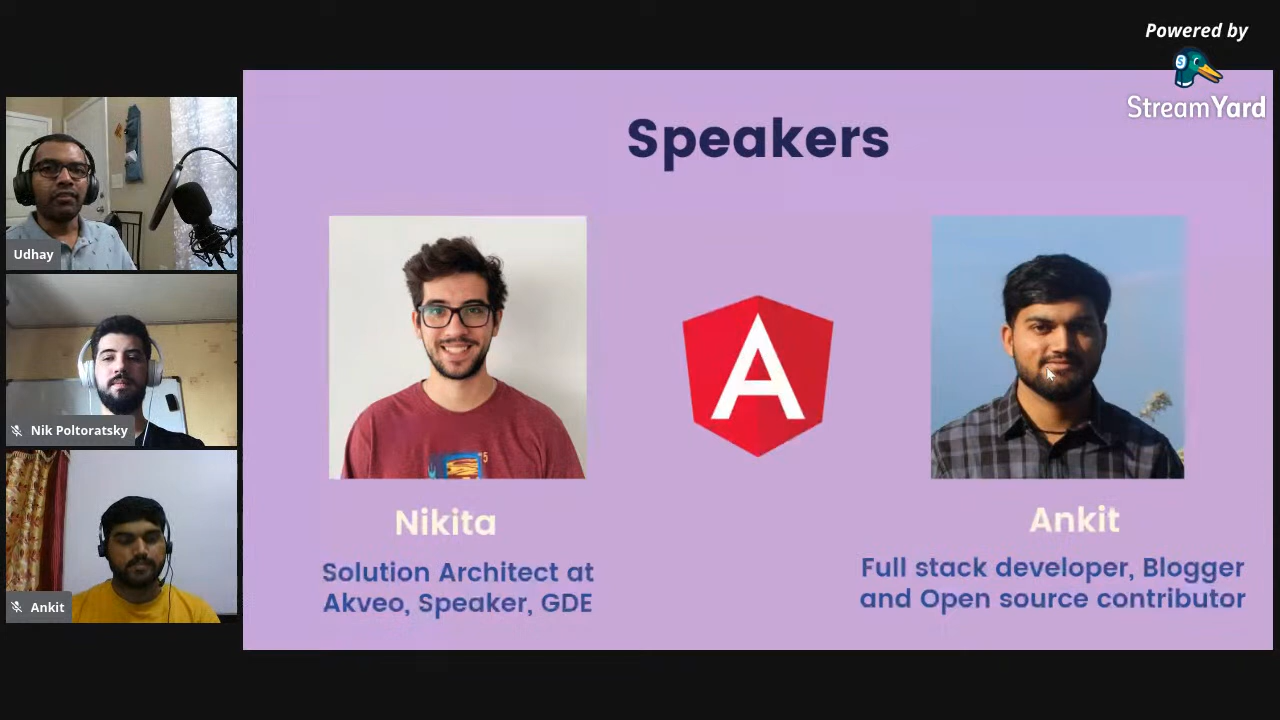 Powered by
StreamYard
Speakers
Udhay
Nik Poltoratsky
Ankit
A
Nikita
Solution Architect at
Akveo, Speaker, GDE
Ankit
Full stack developer, Blogger
and Open source contributor